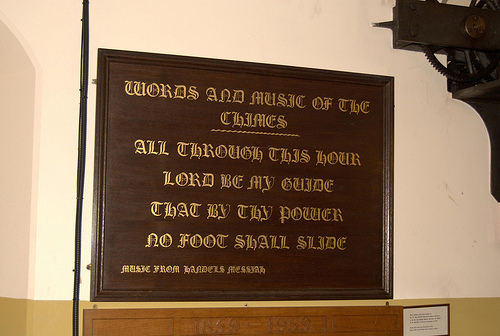 WORDS AND MUSIC OF THE
CHIMES
ALL THROUGH THIS HOUR
LORD BE MY GUIDE
THAT BY THY POWER
NO FOOT SHALL SLIDE
MUSIC FROM HANDELS MESSIAH